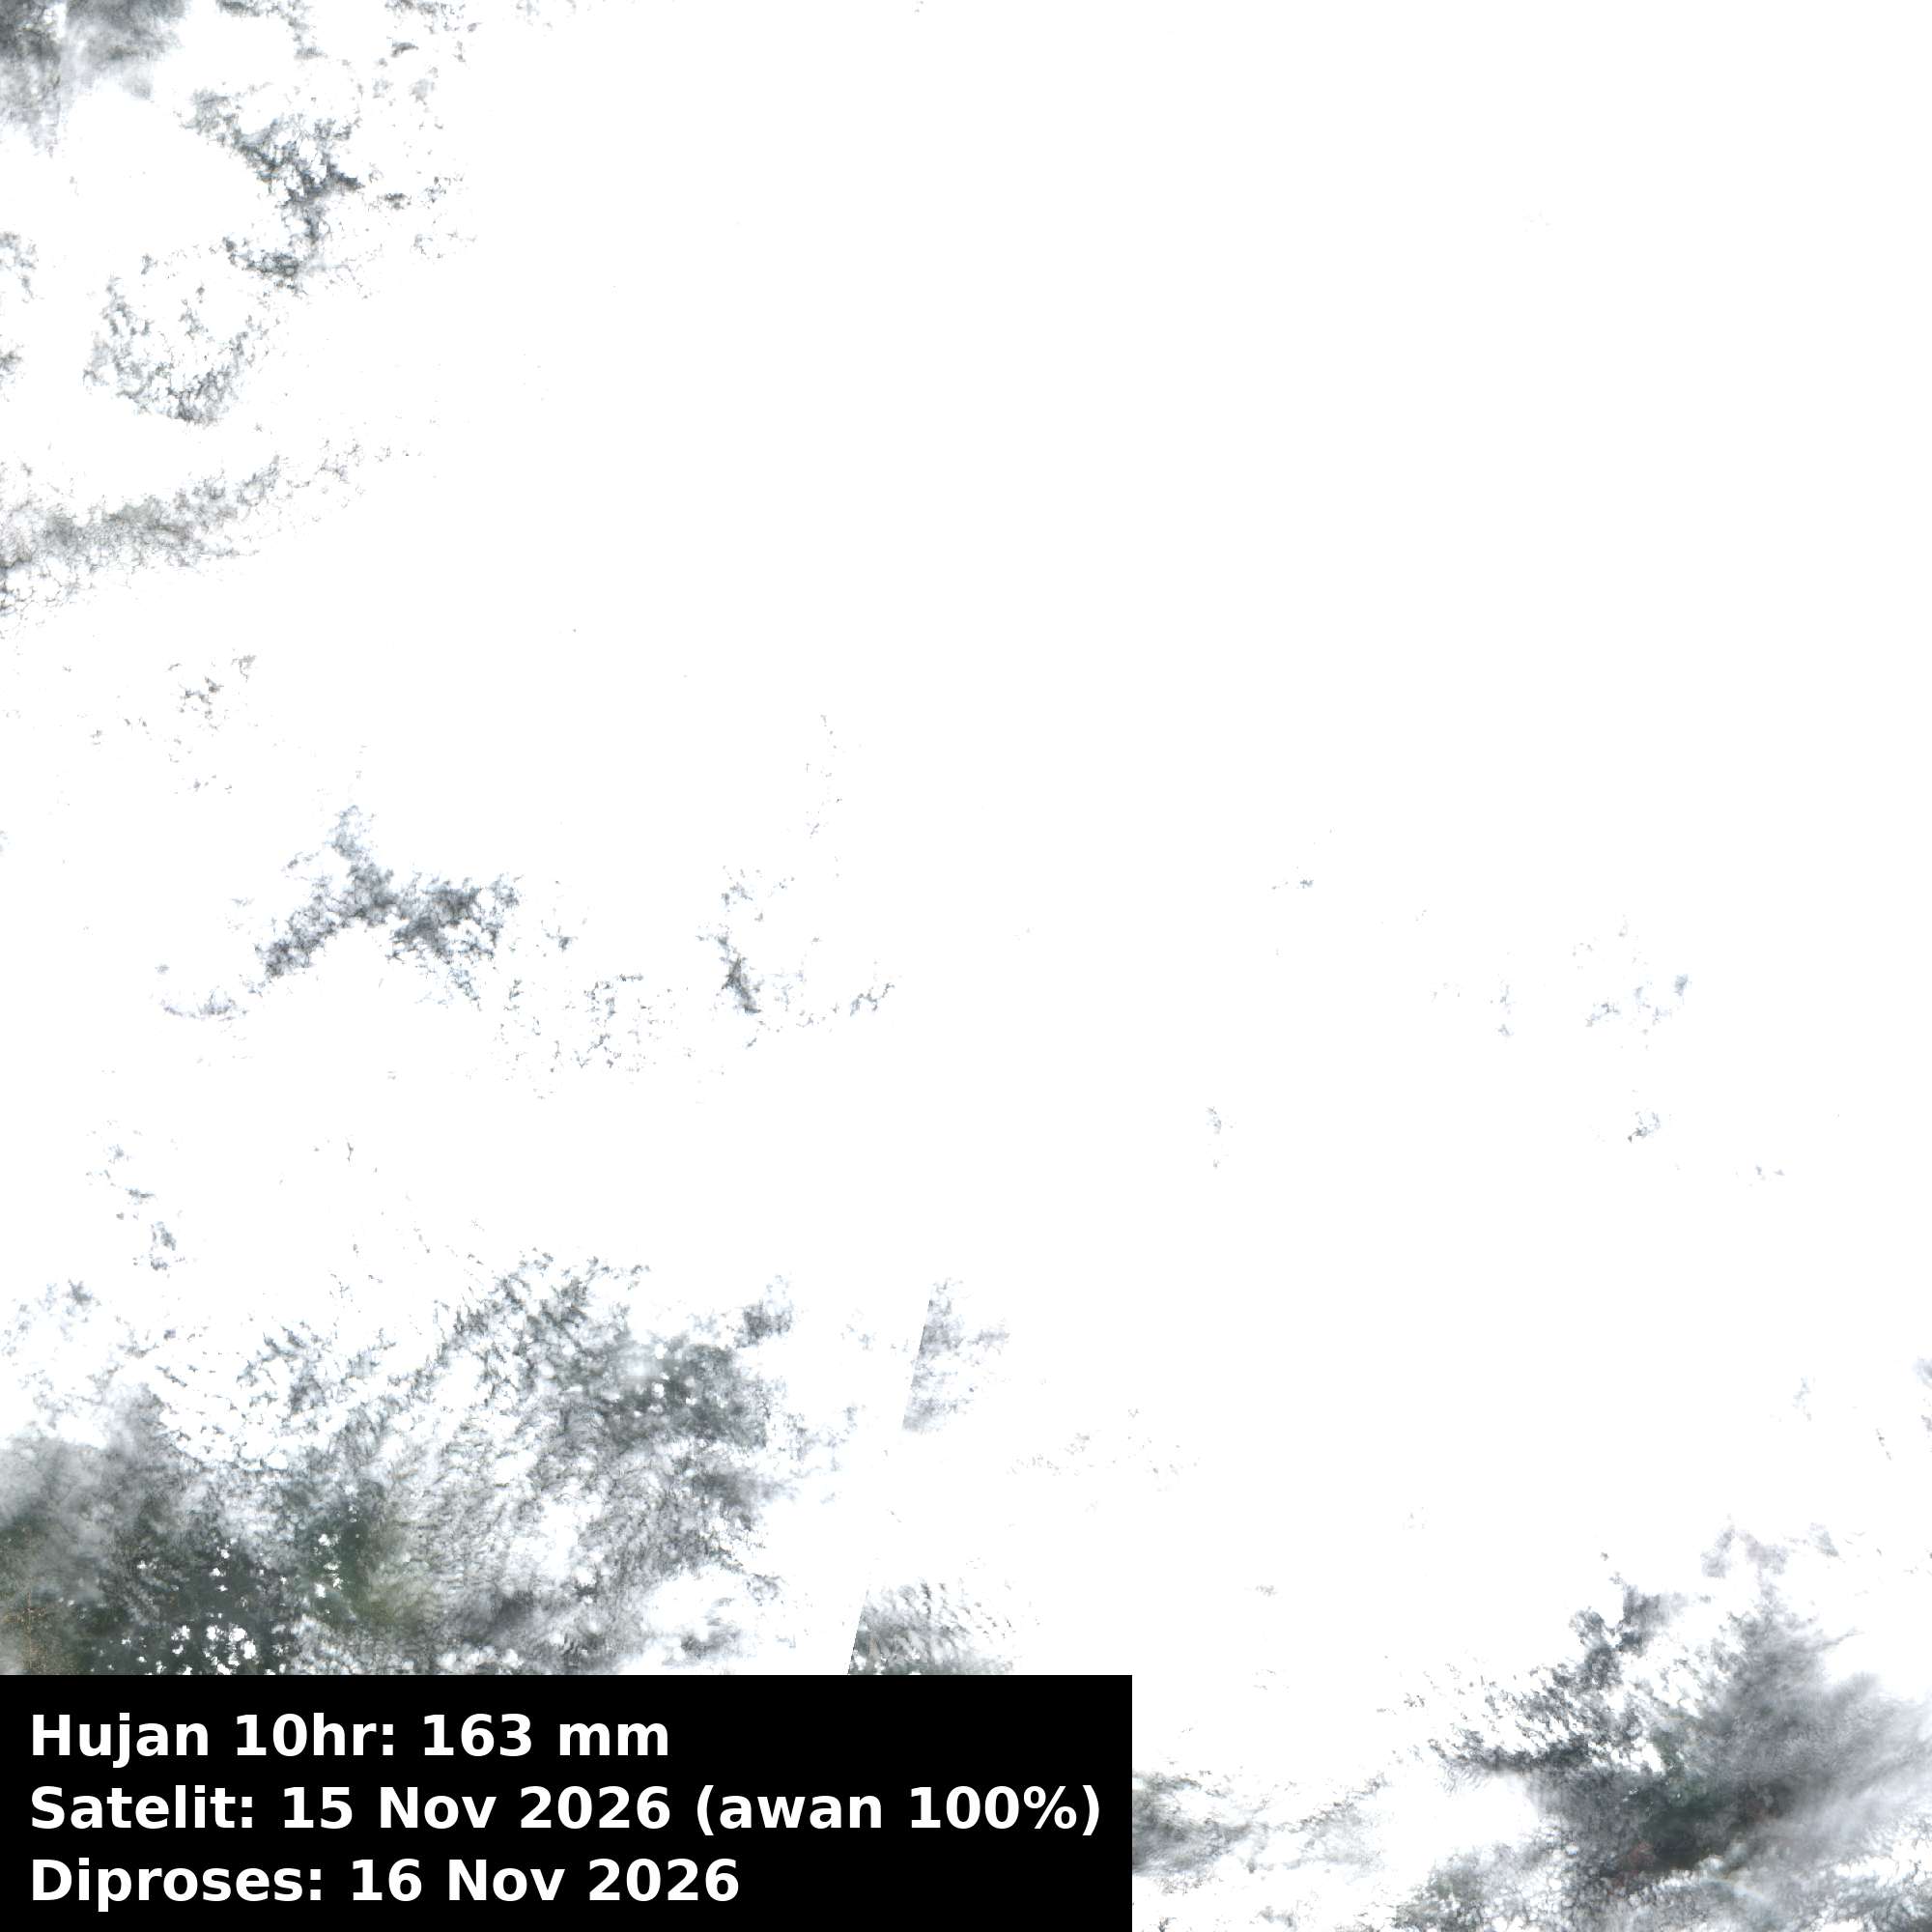 Hujan 10hr: 163 mm
Satelit: 15 Nov 2026 (awan 100%)
Diproses: 16 Nov 2026